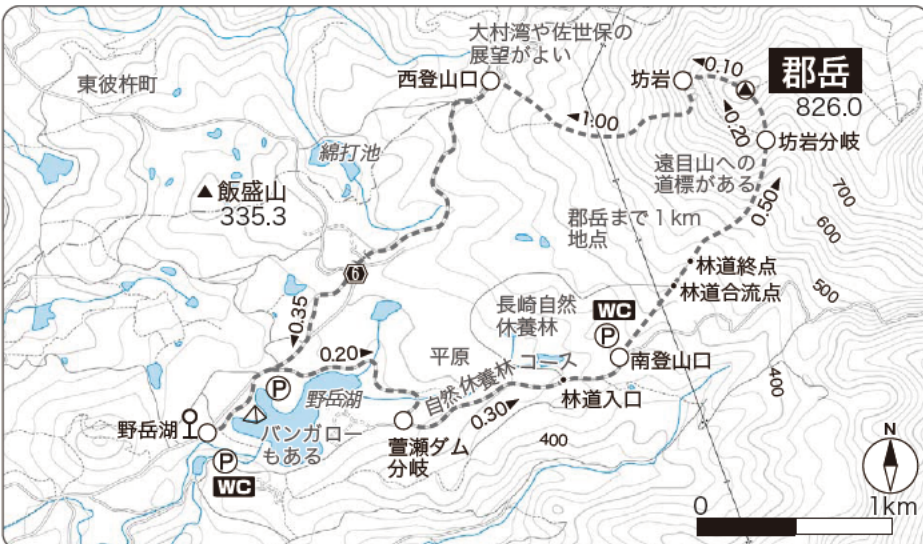 大村湾や佐世保の
展望がよい
東彼杵町
西登山口
坊岩
0.10
郡岳
826.0
1.00
0.20
坊岩分岐
綿打池
遠目山への
道標がある
飯盛山
335.3
700
0.50
600
郡岳まで1km
地点
林道終点
500
6
林道合流点
長崎自然
休養林
WC
P
0.35
0.20
平原
自然休養林コース
南登山口
400
P
野岳湖
林道入口
0.30
野岳湖
バンガロー
もある
萱瀬ダム
分岐
400
P
WC
N
0
1km